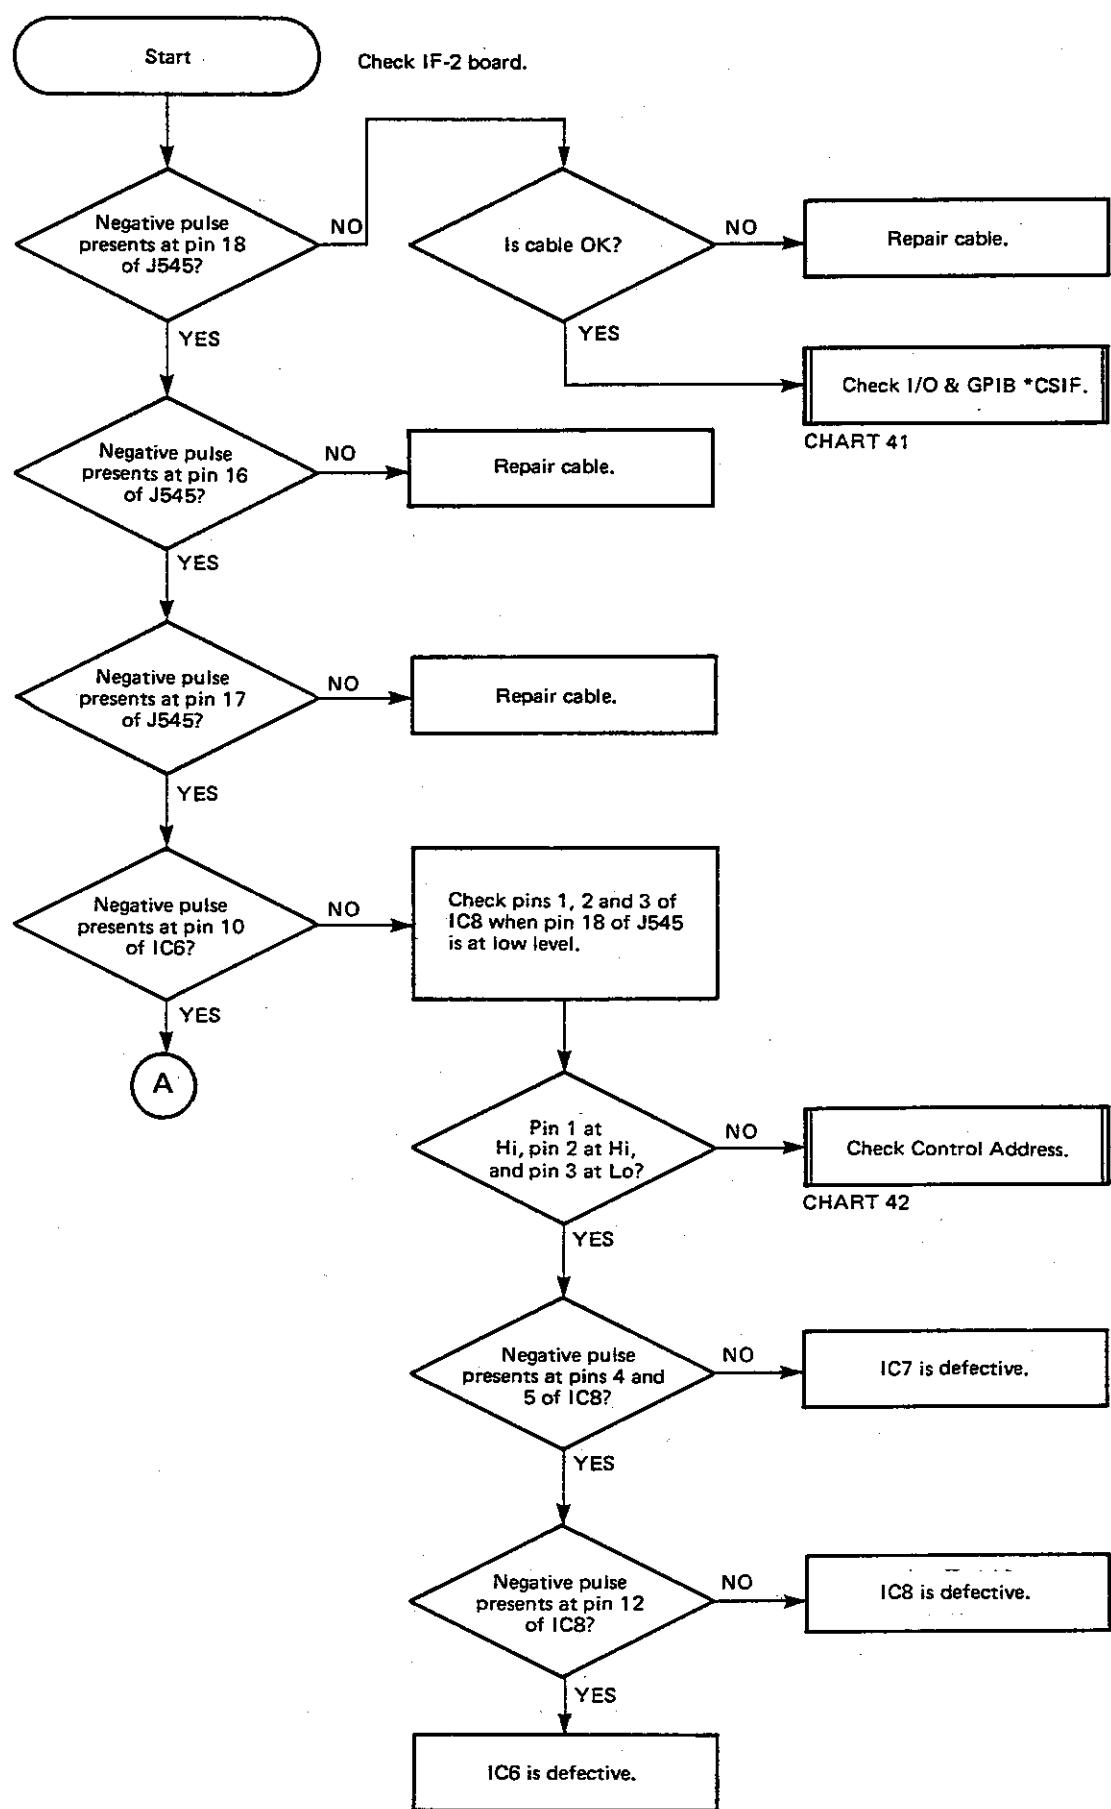 Start
Check IF-2 board.
Negative pulse
presents at pin 18
of J545?
NO
Is cable OK?
NO
Repair cable.
YES
YES
Check I/O & GPIB *CSIF.
CHART 41
Negative pulse
presents at pin 16
of J545?
NO
Repair cable.
YES
Negative pulse
presents at pin 17
of J545?
NO
Repair cable.
YES
Negative pulse
presents at pin 10
of IC6?
NO
Check pins 1, 2 and 3 of
IC8 when pin 18 of J545
is at low level.
YES
A
Pin 1 at
Hi, pin 2 at Hi,
and pin 3 at Lo?
NO
Check Control Address.
CHART 42
YES
Negative pulse
presents at pins 4 and
5 of IC8?
NO
IC7 is defective.
YES
Negative pulse
presents at pin 12
of IC8?
NO
IC8 is defective.
YES
IC6 is defective.